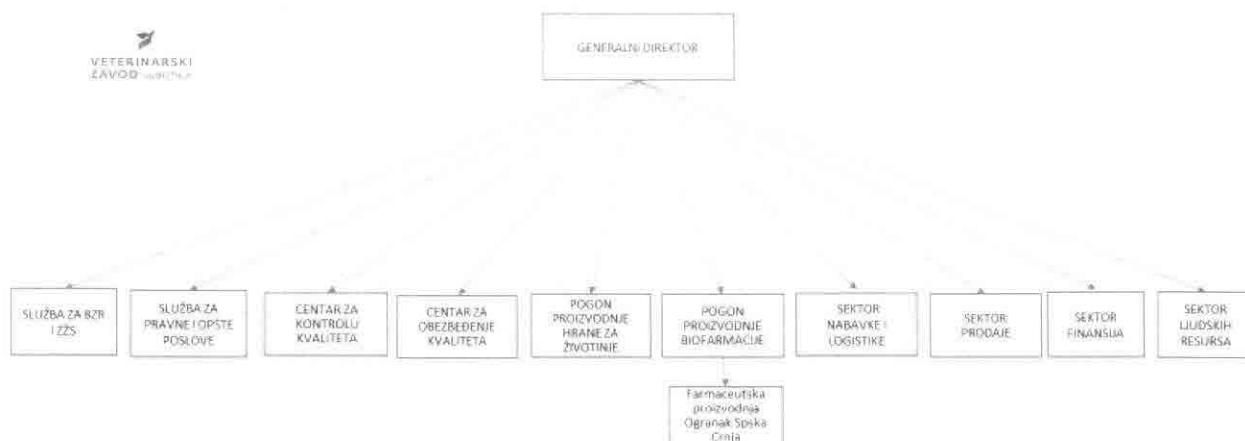 GENERALNI DIREKTOR
VETERINARSKI
ZAVOD
SLUŽBA ZA BZR
I ZŽS
SLUŽBA ZA
PRAVNE I OPŠTE
POSLOVE
CENTAR ZA
KONTROLU
KVALITETA
CENTAR ZA
OBEZBEĐENJE
KVALITETA
POGON
PROIZVODNJE
HRANE ZA
ŽIVOTINJE
POGON
PROIZVODNJE
BIOFARMACIJE
SEKTOR
NABAVKE I
LOGISTIKE
SEKTOR
PRODAJE
SEKTOR
FINANSIJA
SEKTOR
LJUDSKIH
RESURSA
Farmaceutska
proizvodnja
Ogranak Srpska
Crnja